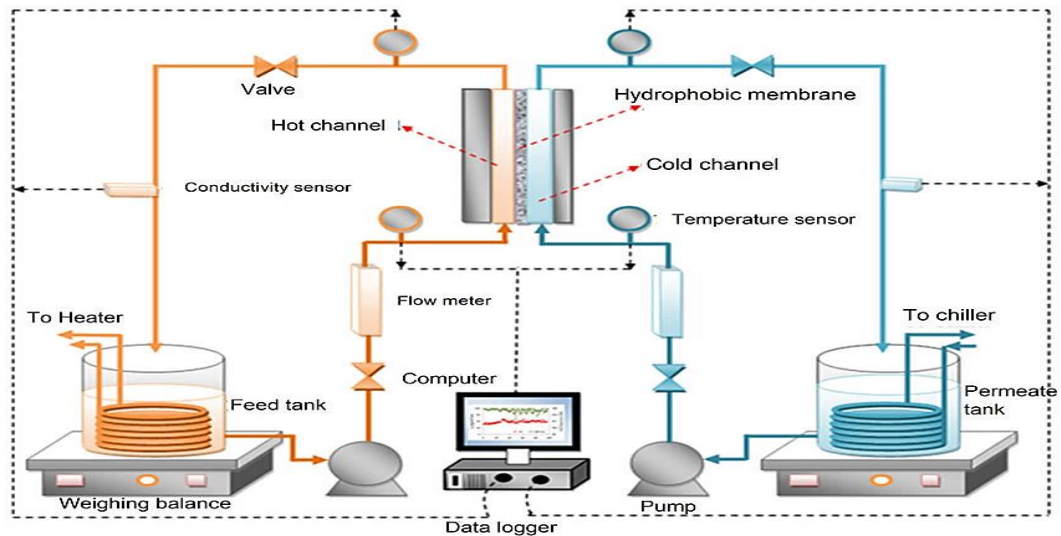 Valve
Hydrophobic membrane
Hot channel
Cold channel
Conductivity sensor
Temperature sensor
Flow meter
To Heater
To chiller
Computer
Feed tank
Permeate
tank
Weighing balance
Pump
Data logger